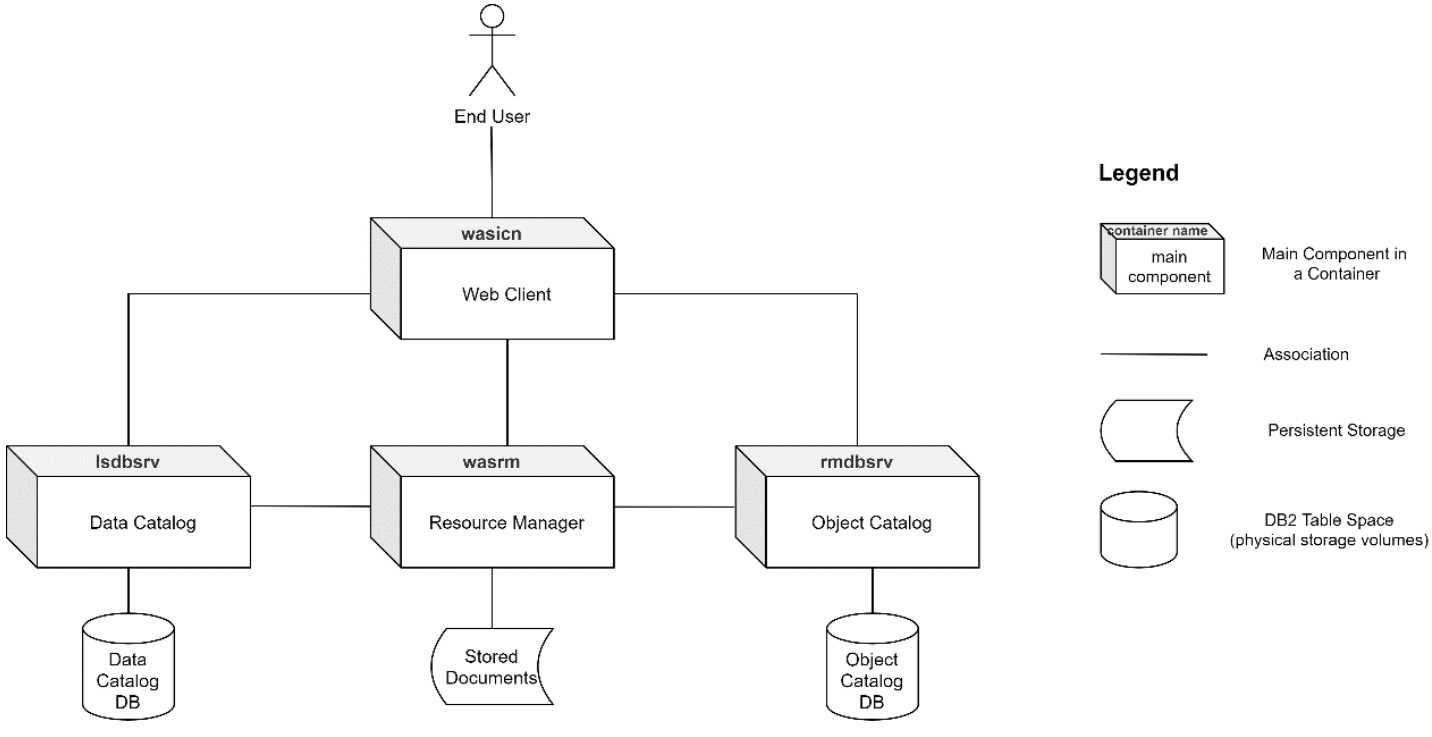 End User
wasicn
Web Client
lsdbsrv
Data Catalog
wasrm
Resource Manager
rmdbsrv
Object Catalog
Data
Catalog
DB
Stored
Documents
Object
Catalog
DB
Legend
container name
main
component
Main Component in
a Container
Association
Persistent Storage
DB2 Table Space
(physical storage volumes)